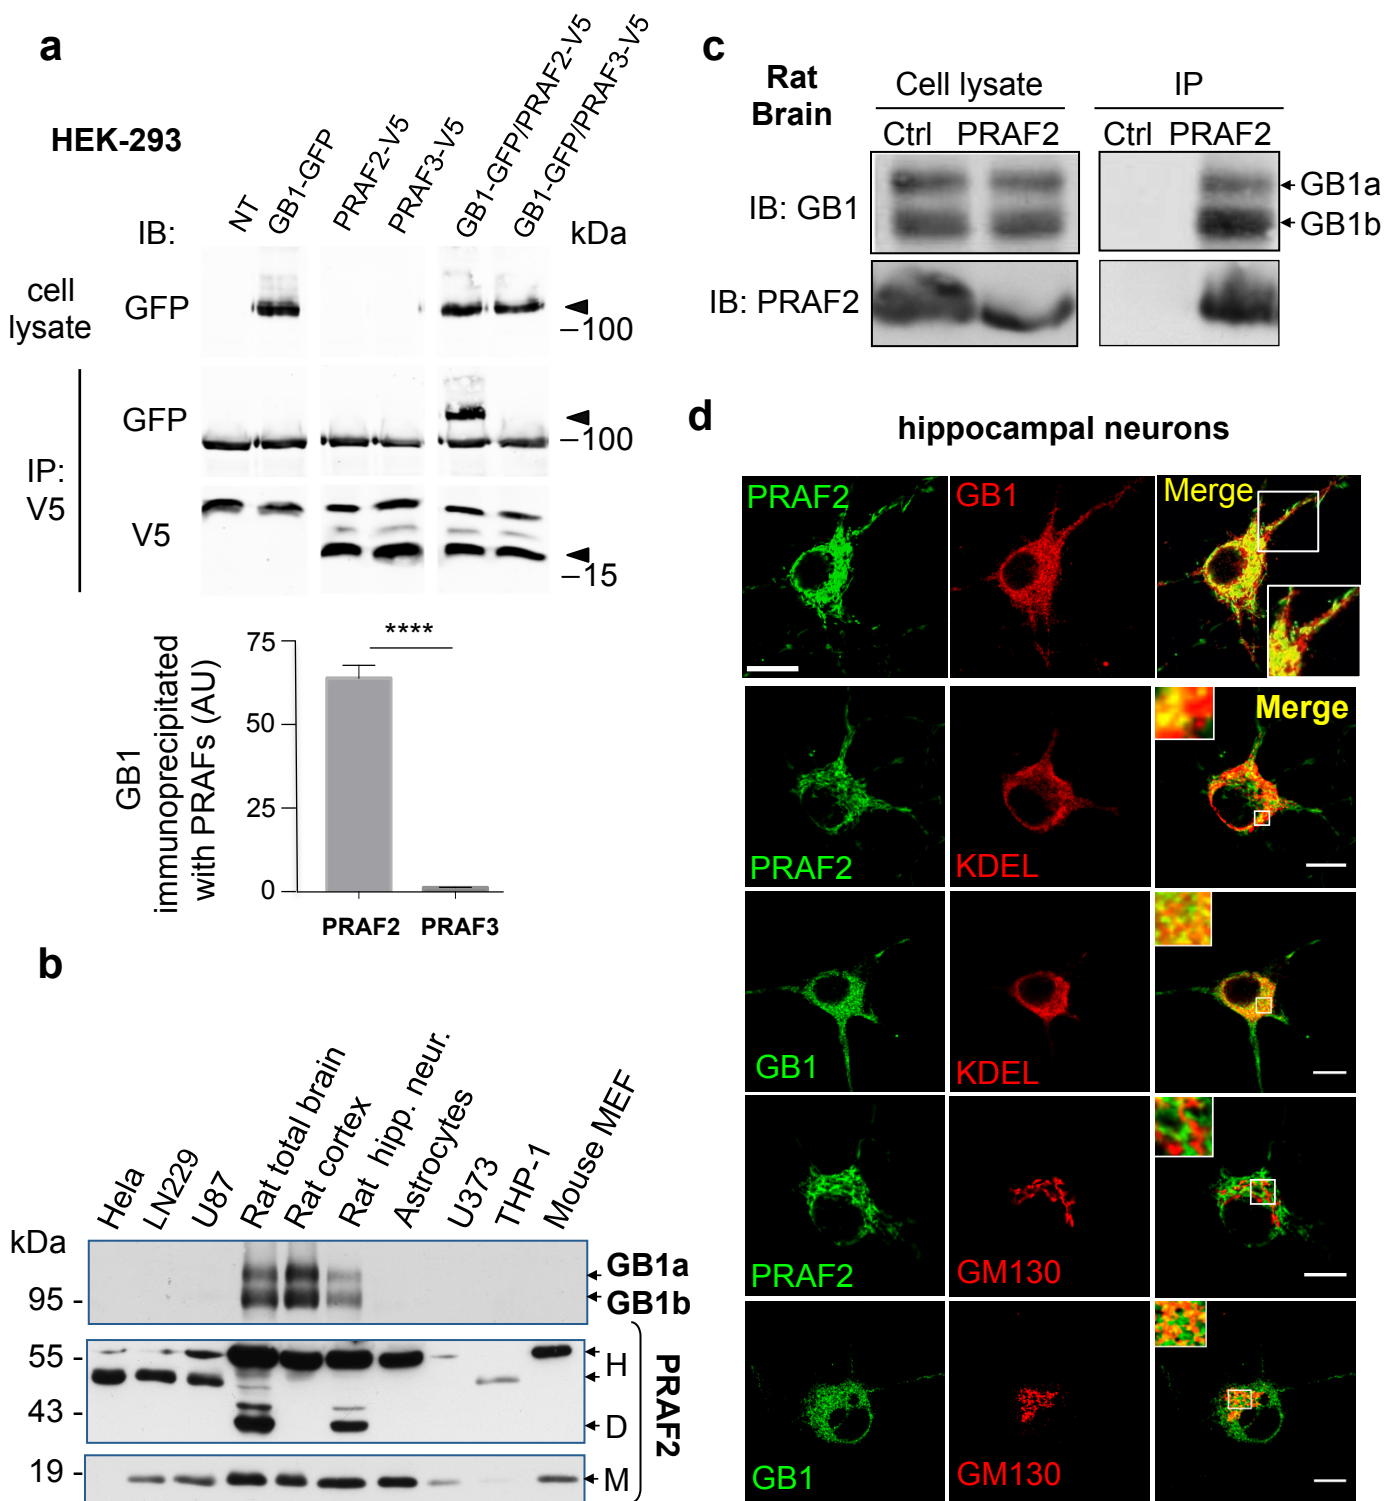 a
HEK-293
NT
GB1-GFP
PRAF2-V5
PRAF3-V5
GB1-GFP/PRAF2-V5
GB1-GFP/PRAF3-V5
IB:
kDa
cell
lysate
GFP
–100
GFP
–100
IP:
V5
V5
–15
GB1
immunoprecipitated
with PRAFs (AU)
75
50
25
0
****
PRAF2 PRAF3
b
Hela
LN229
U87
Rat total brain
Rat cortex
Rat hipp. neur.
Astrocytes
U373
THP-1
Mouse MEF
kDa
95 -
GB1a
GB1b
55 -
43 -
19 -
H
D
M
PRAF2
c
Rat
Brain
Cell lysate
IP
Ctrl PRAF2
Ctrl PRAF2
IB: GB1
GB1a
GB1b
IB: PRAF2
d
hippocampal neurons
PRAF2
GB1
Merge
PRAF2
KDEL
Merge
GB1
KDEL
PRAF2
GM130
GB1
GM130